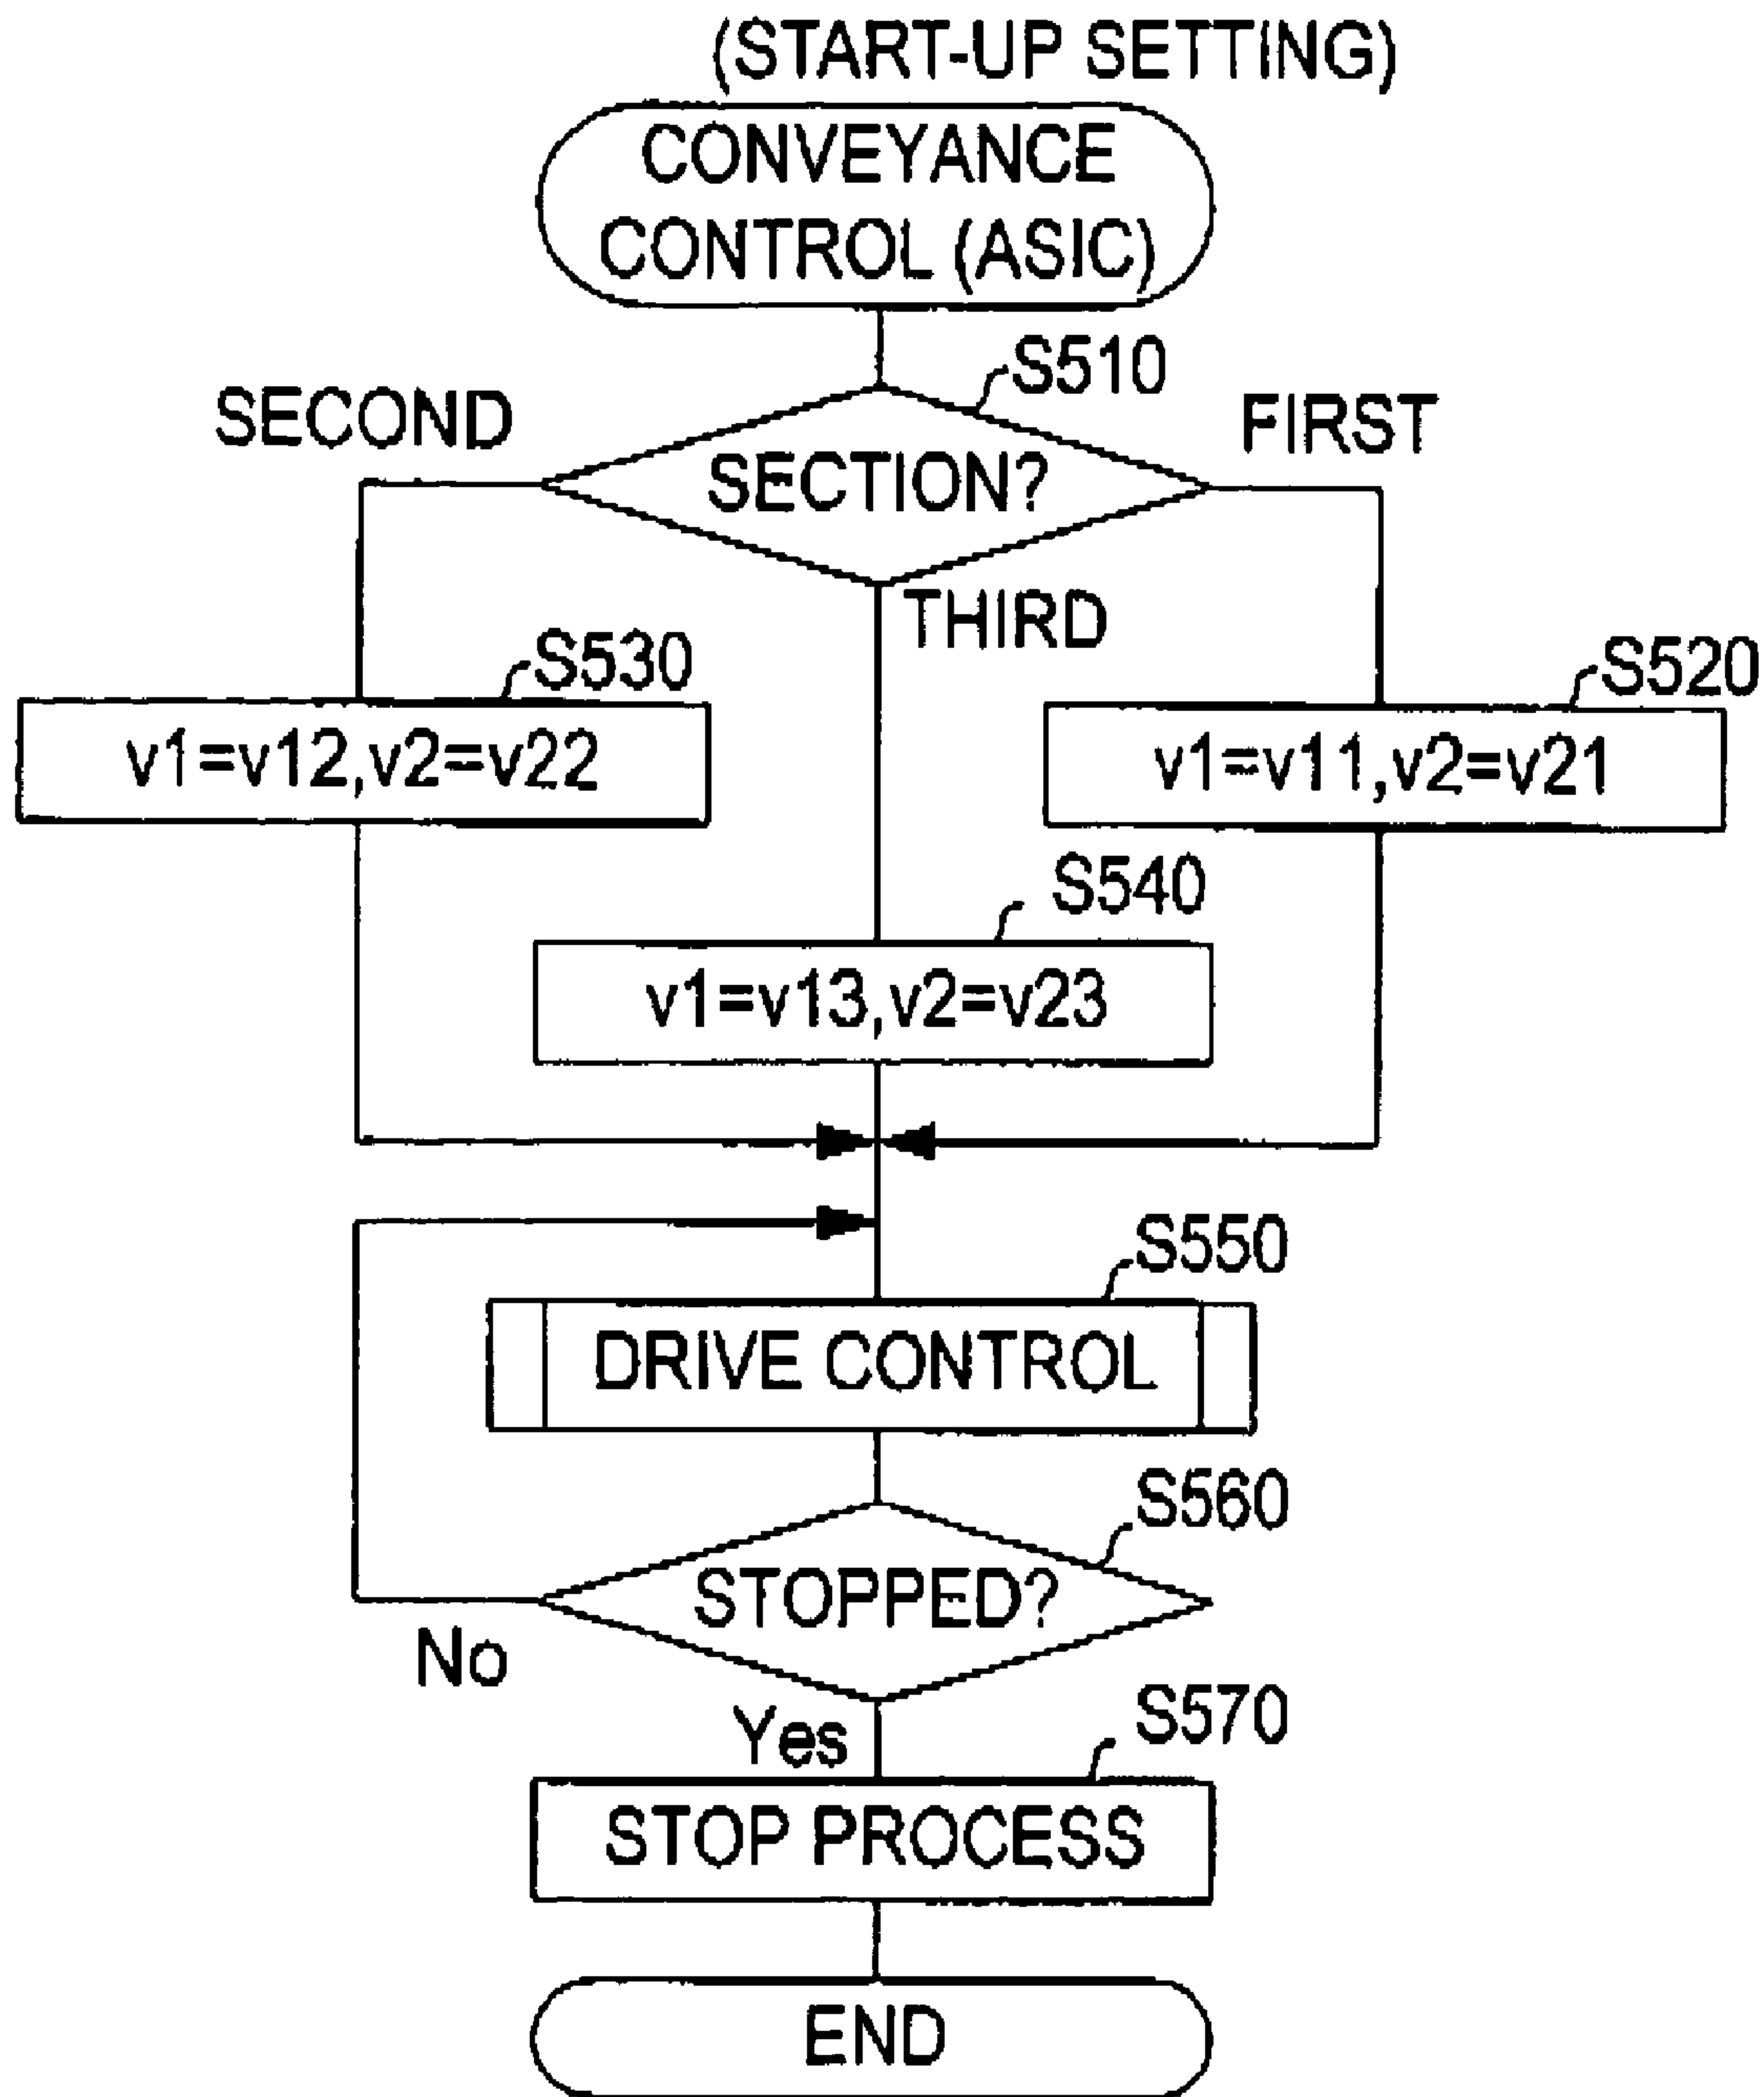 (START-UP SETTING)
CONVEYANCE
CONTROL (ASIC)
S510
SECOND
FIRST
SECTION?
THIRD
S530
S520
v1=v12,v2=v22
v1=v11,v2=v21
S540
v1=v13,v2=v23
S550
DRIVE CONTROL
S560
STOPPED?
No
S570
Yes
STOP PROCESS
END